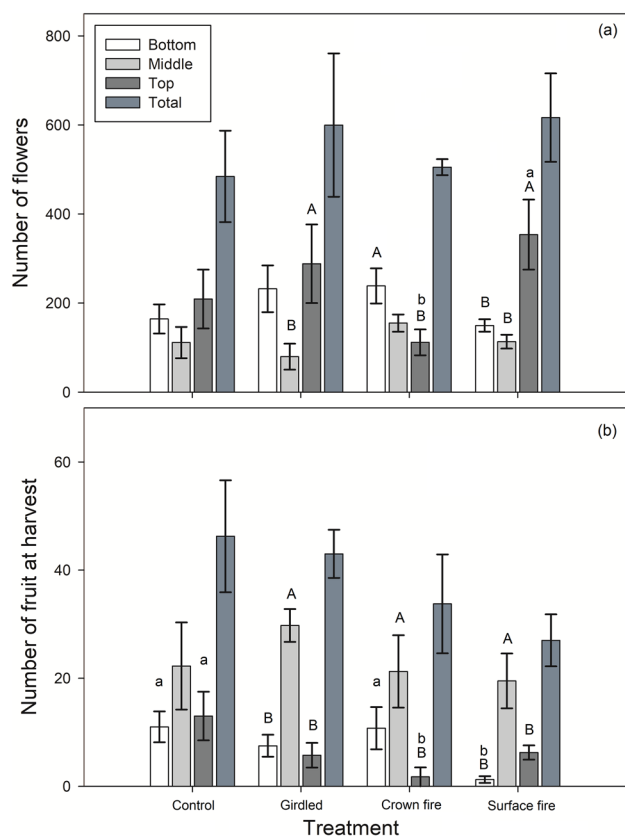 (a)
Bottom
Middle
Top
Total
Number of flowers
800
600
400
200
0
A
B
A
b
B
B
B
a
A
(b)
Number of fruit at harvest
60
40
20
0
a
a
B
A
B
a
A
b
B
b
B
A
B
Control
Girdled
Crown fire
Surface fire
Treatment